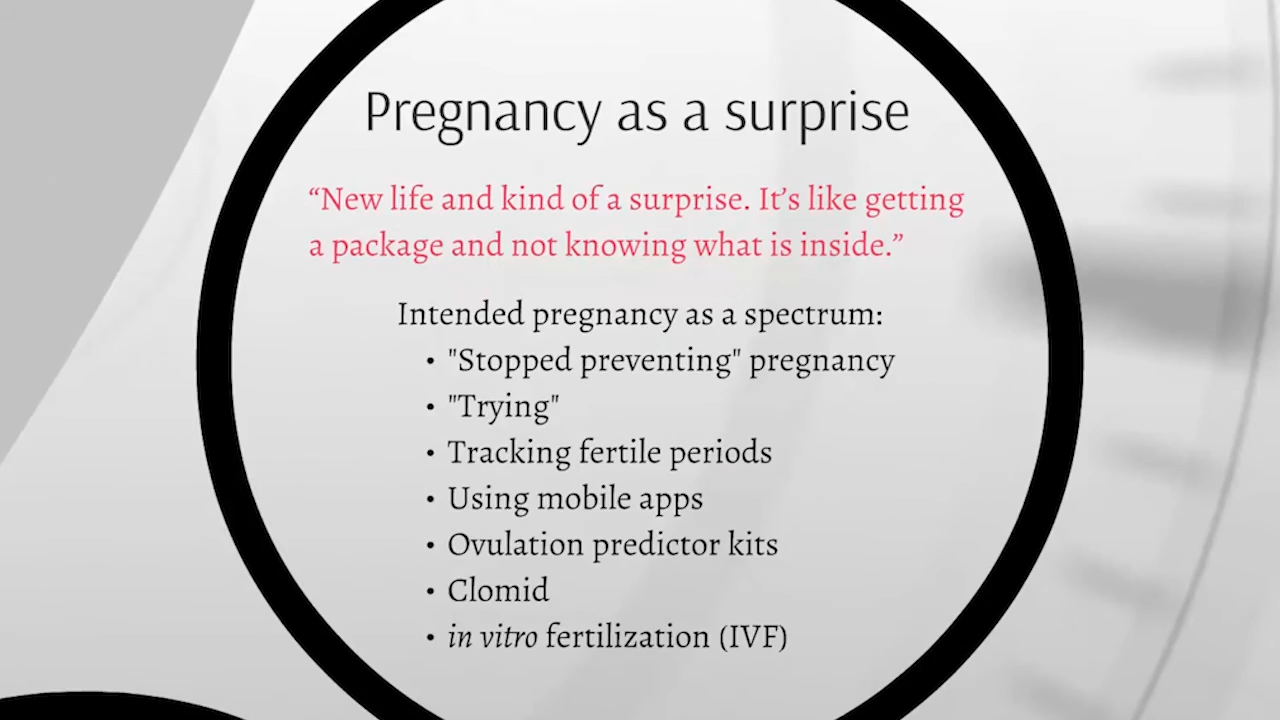 Pregnancy as a surprise
“New life and kind of a surprise. It’s like getting
a package and not knowing what is inside.”
Intended pregnancy as a spectrum:
• "Stopped preventing" pregnancy
• "Trying"
• Tracking fertile periods
• Using mobile apps
• Ovulation predictor kits
• Clomid
• in vitro fertilization (IVF)